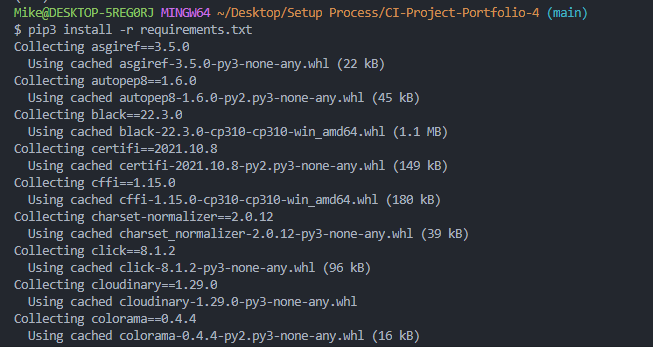 Mike@DESKTOP-5REG0RJ MINGW64 ~/Desktop/Setup Process/CI-Project-Portfolio-4 (main)
$ pip3 install -r requirements.txt
Collecting asgiref==3.5.0
  Using cached asgiref-3.5.0-py3-none-any.whl (22 kB)
Collecting autopep8==1.6.0
  Using cached autopep8-1.6.0-py2.py3-none-any.whl (45 kB)
Collecting black==22.3.0
  Using cached black-22.3.0-cp310-cp310-win_amd64.whl (1.1 MB)
Collecting certifi==2021.10.8
  Using cached certifi-2021.10.8-py2.py3-none-any.whl (149 kB)
Collecting cffi==1.15.0
  Using cached cffi-1.15.0-cp310-cp310-win_amd64.whl (180 kB)
Collecting charset-normalizer==2.0.12
  Using cached charset_normalizer-2.0.12-py3-none-any.whl (39 kB)
Collecting click==8.1.2
  Using cached click-8.1.2-py3-none-any.whl (96 kB)
Collecting cloudinary==1.29.0
  Using cached cloudinary-1.29.0-py3-none-any.whl
Collecting colorama==0.4.4
  Using cached colorama-0.4.4-py2.py3-none-any.whl (16 kB)